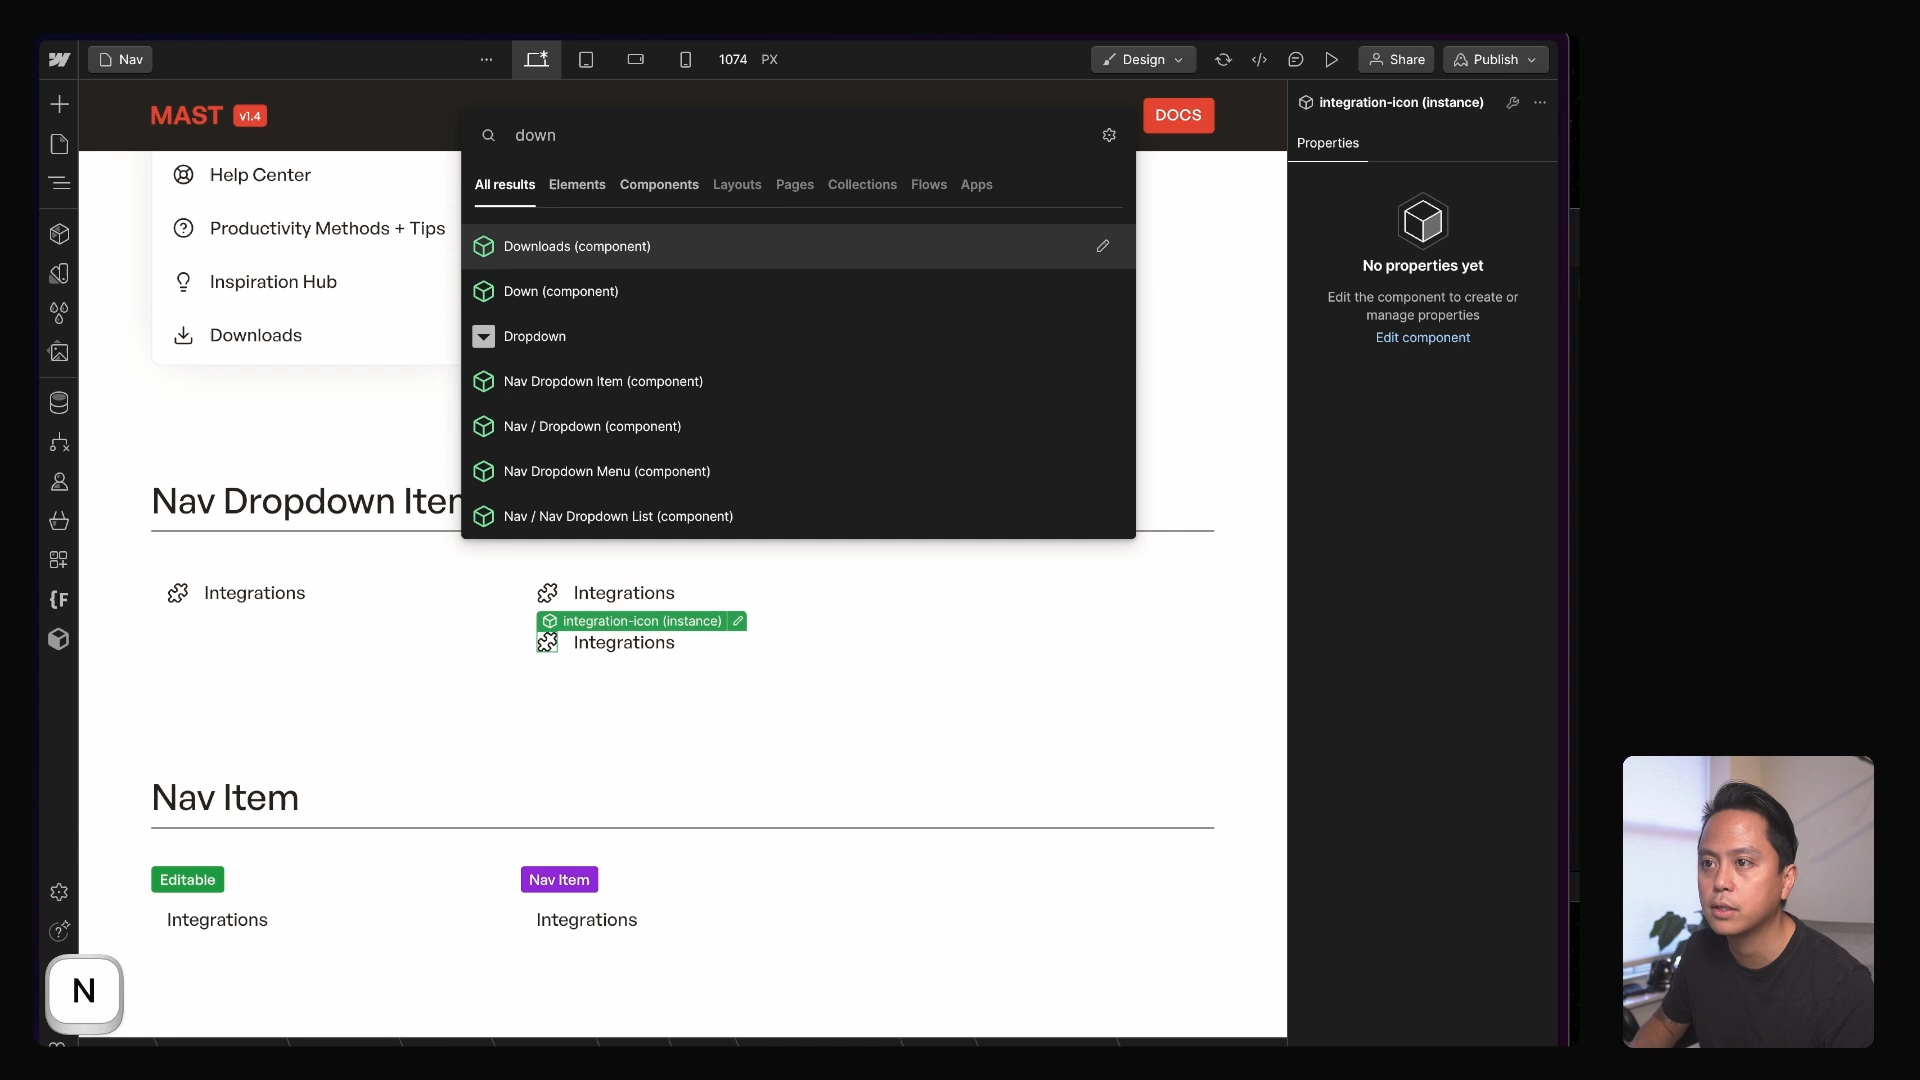 Nav
1074 PX
Design
Share
Publish
MAST v1.4
DOCS
Help Center
Productivity Methods + Tips
Inspiration Hub
Downloads
down
All results Elements Components Layouts Pages Collections Flows Apps
Downloads (component)
Down (component)
Dropdown
Nav Dropdown Item (component)
Nav / Dropdown (component)
Nav Dropdown Menu (component)
Nav / Nav Dropdown List (component)
integration-icon (instance)
Properties
No properties yet
Edit the component to create or
manage properties
Edit component
Nav Dropdown Iter
Integrations
Integrations
integration-icon (instance)
Integrations
Nav Item
Editable
Nav Item
Integrations
Integrations
N